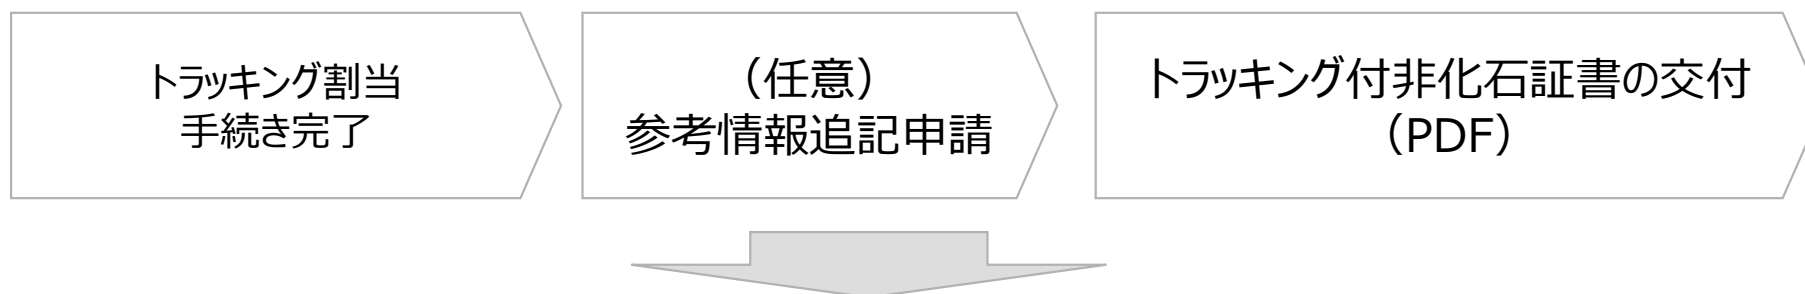 トラッキング割当
手続き完了
（任意）
参考情報追記申請
トラッキング付非化石証書の交付
（PDF）